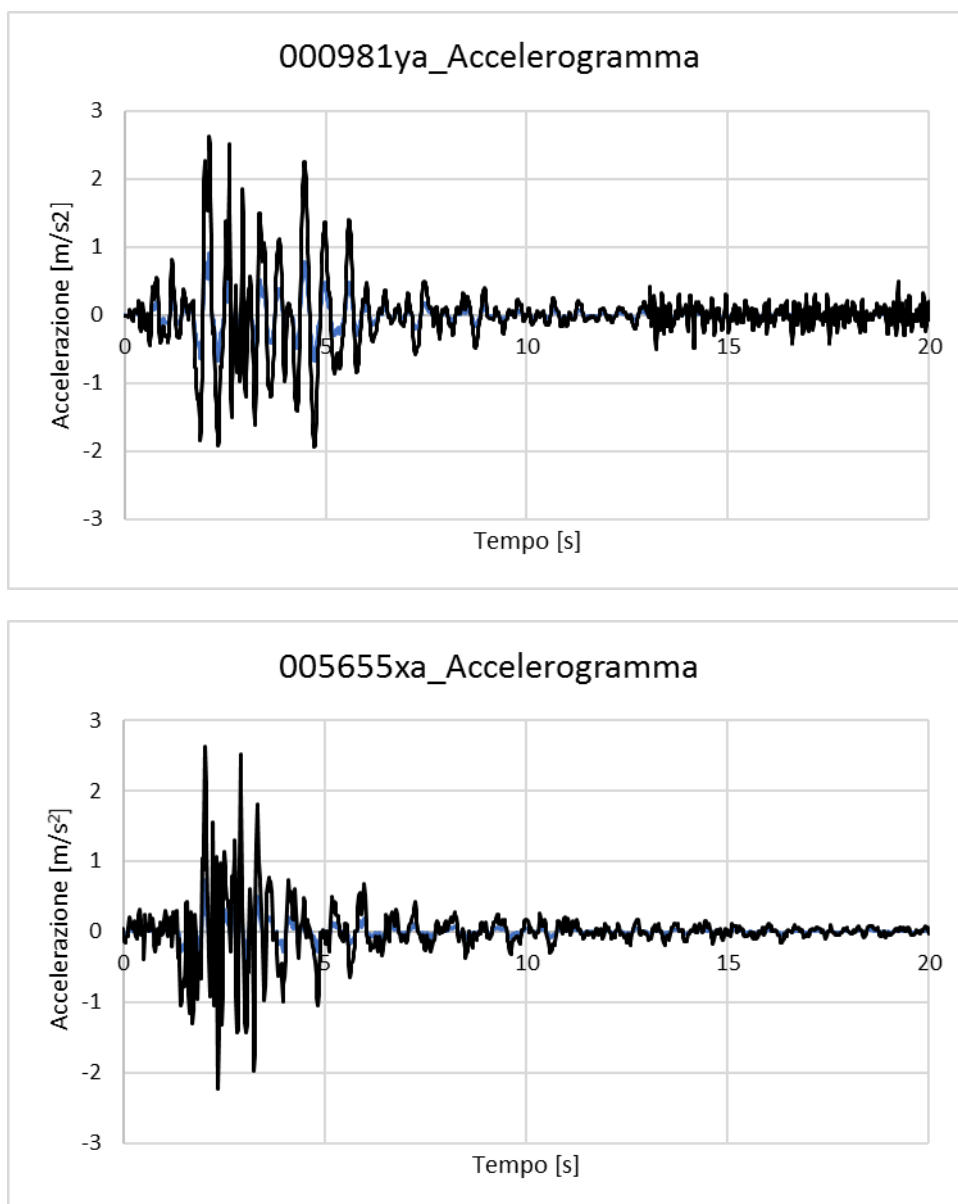 000981ya_Accelerogramma
3
2
1
0
-1
-2
-3
0 5 10 15 20
Accelerazione [m/s2]
Tempo [s]
005655xa_Accelerogramma
3
2
1
0
-1
-2
-3
0 5 10 15 20
Accelerazione [m/s²]
Tempo [s]